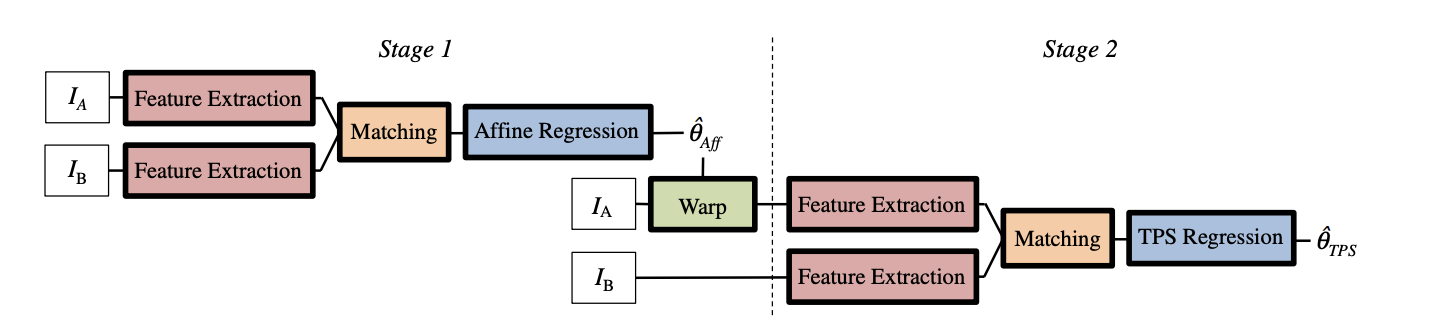 Stage 1
Stage 2
I_A
Feature Extraction
I_B
Feature Extraction
Matching
Affine Regression
θ̂_Aff
I_A
Warp
I_B
Feature Extraction
Feature Extraction
Matching
TPS Regression
θ̂_TPS